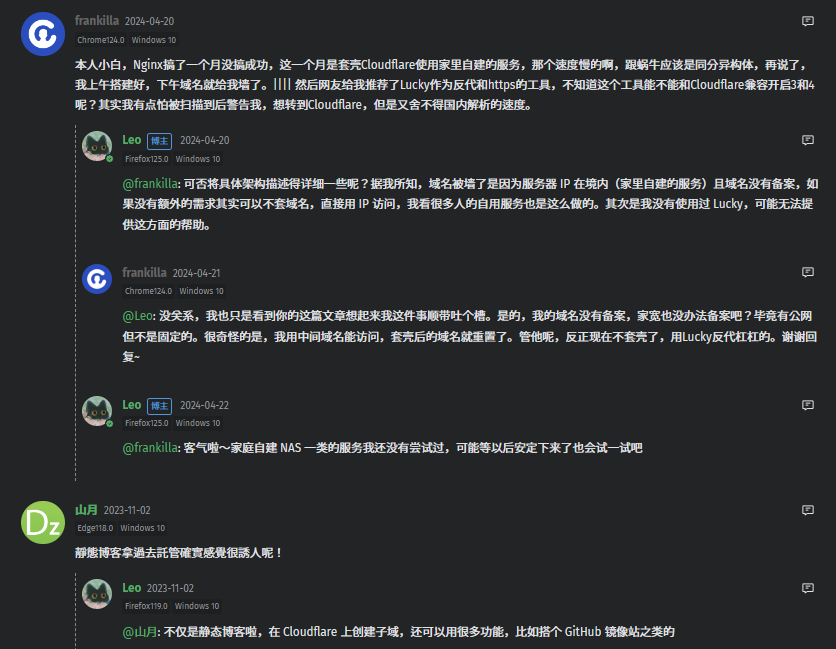 frankilla 2024-04-20
Chrome124.0 Windows 10
本人小白，Nginx搞了一个月没搞成功，这一个月是套壳Cloudflare使用家里自建的服务，那个速度慢的啊，跟蜗牛应该是同分异构体，再说了，
我上午搭建好，下午域名就给我墙了。|||| 然后网友给我推荐了Lucky作为反代和https的工具，不知道这个工具能不能和Cloudflare兼容开启3和4
呢？其实我有点怕被扫描到后警告我，想转到Cloudflare，但是又舍不得国内解析的速度。
Leo 博主 2024-04-20
Firefox125.0 Windows 10
@frankilla: 可否将具体架构描述得详细一些呢？据我所知，域名被墙了是因为服务器 IP 在境内（家里自建的服务）且域名没有备案，如
果没有额外的需求其实可以不套域名，直接用 IP 访问，我看很多人的自用服务也是这么做的。其次是我没有使用过 Lucky，可能无法提
供这方面的帮助。
frankilla 2024-04-21
Chrome124.0 Windows 10
@Leo: 没关系，我也只是看到你的这篇文章想起来我这件事顺带吐个槽。是的，我的域名没有备案，家宽也没办法备案吧？毕竟有公网
但不是固定的。很奇怪的是，我用中间域名能访问，套壳后的域名就重置了。管他呢，反正现在不套壳了，用Lucky反代杠杠的。谢谢回
复~
Leo 博主 2024-04-22
Firefox125.0 Windows 10
@frankilla: 客气啦～家庭自建 NAS 一类的服务我还没有尝试过，可能等以后安定下来了也会试一试吧
Dz
山月 2023-11-02
Edge118.0 Windows 10
靜態博客拿過去託管確實感覺很誘人呢！
Leo 2023-11-02
Firefox119.0 Windows 10
@山月: 不仅是静态博客啦，在 Cloudflare 上创建子域，还可以用很多功能，比如搭个 GitHub 镜像站之类的